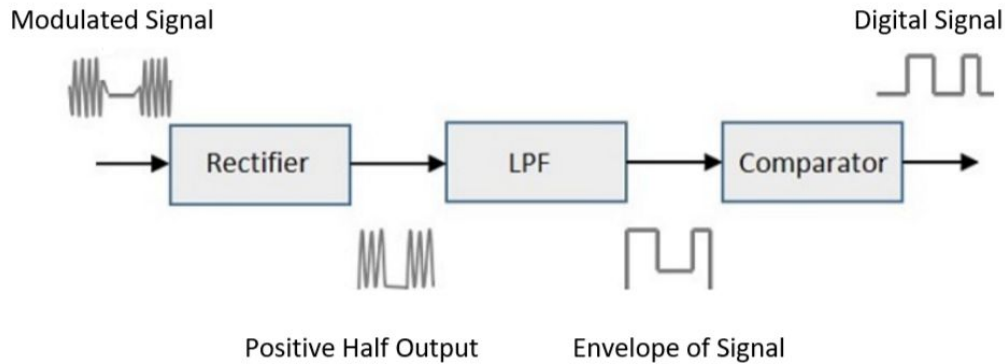 Modulated Signal
Digital Signal
Rectifier
LPF
Comparator
Positive Half Output
Envelope of Signal